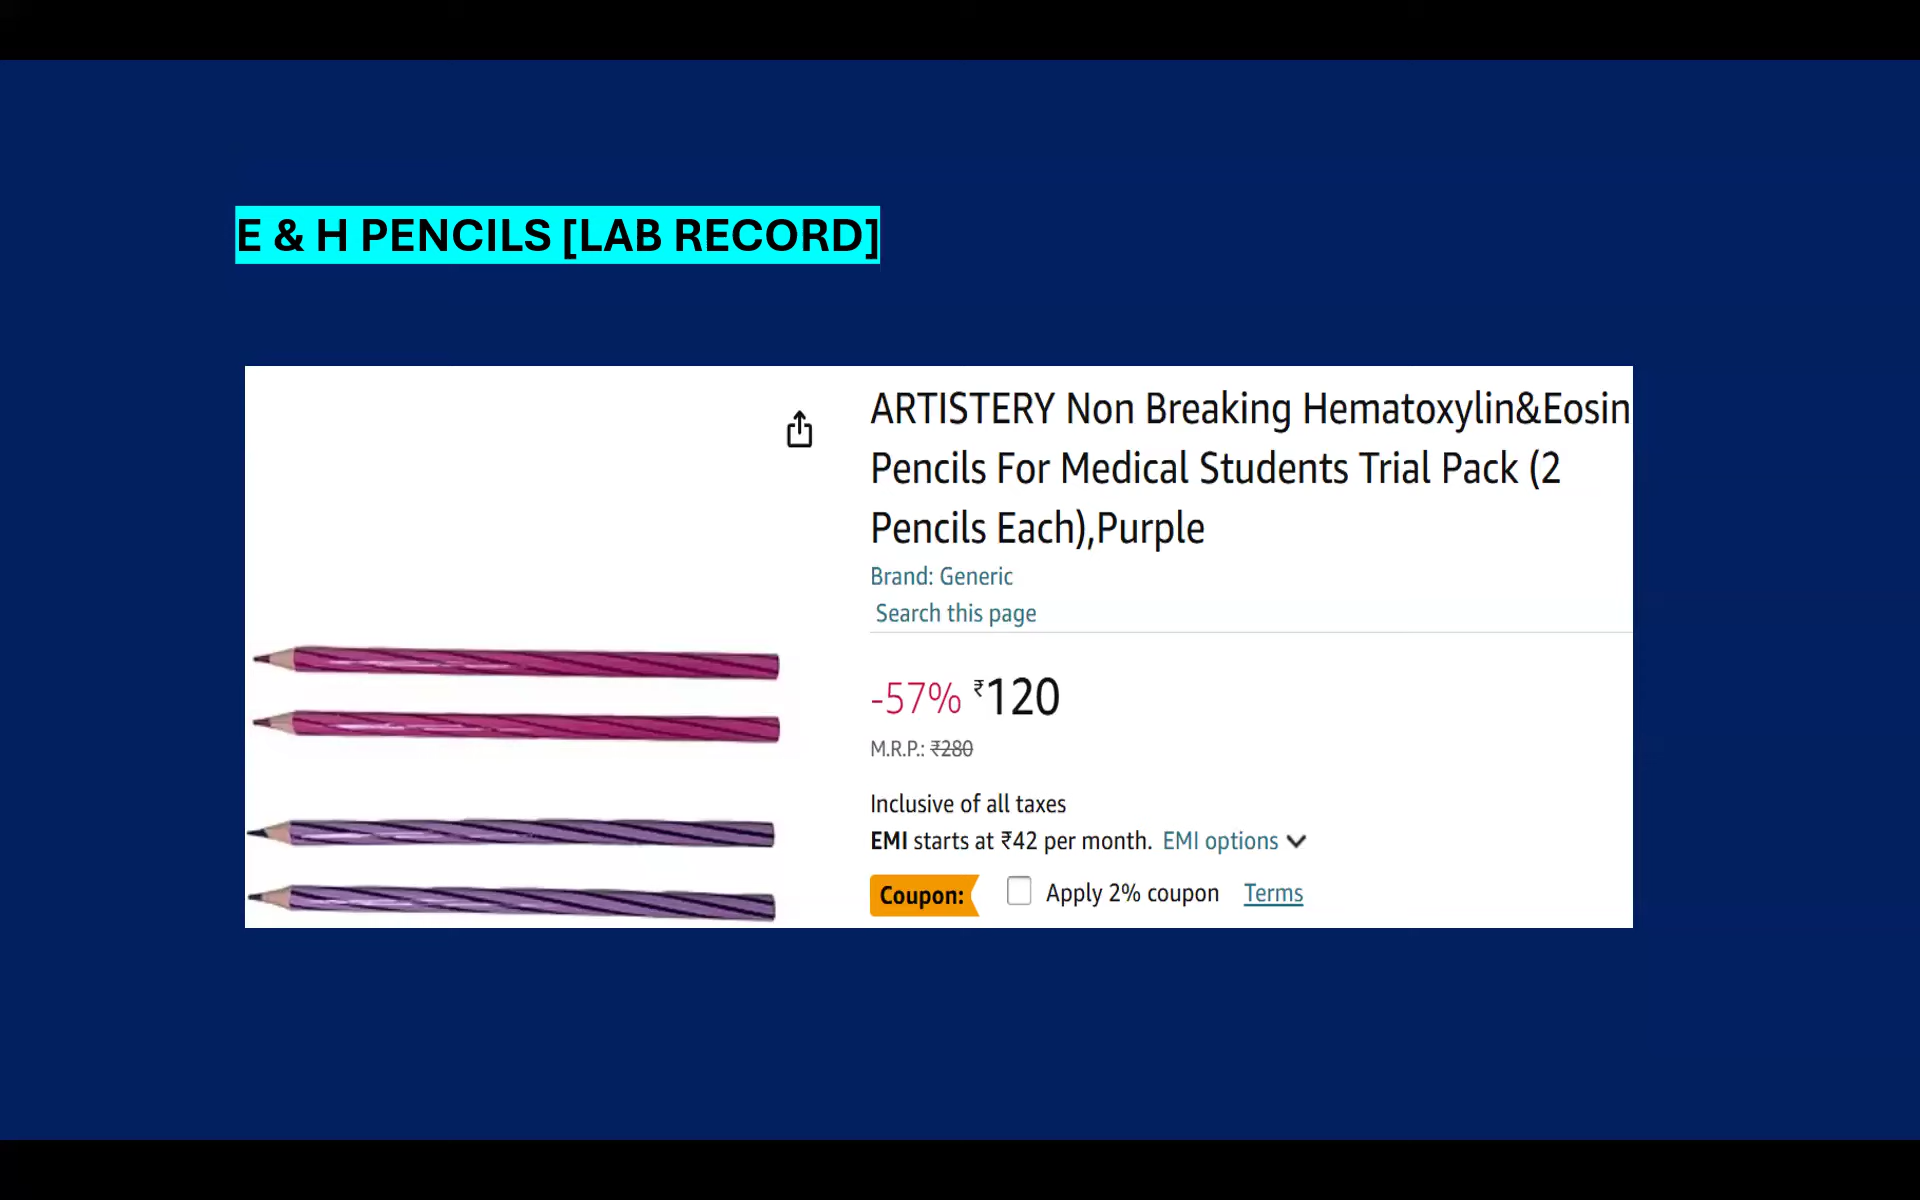 E & H PENCILS [LAB RECORD]
ARTISTERY Non Breaking Hematoxylin&Eosin
Pencils For Medical Students Trial Pack (2
Pencils Each),Purple
Brand: Generic
Search this page
-57% ₹120
M.R.P.: ₹280
Inclusive of all taxes
EMI starts at ₹42 per month. EMI options
Coupon: Apply 2% coupon Terms